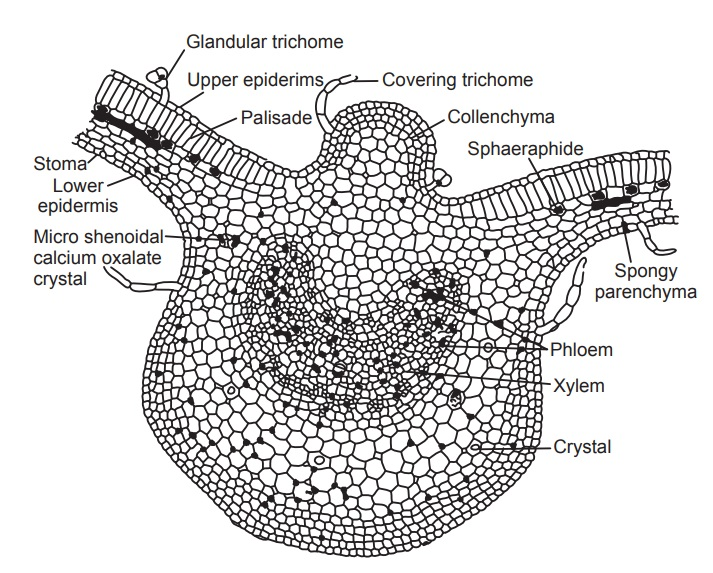 Glandular trichome
Upper epiderims
Covering trichome
Palisade
Collenchyma
Sphaeraphide
Stoma
Lower
epidermis
Micro shenoidal
calcium oxalate
crystal
Spongy
parenchyma
Phloem
Xylem
Crystal